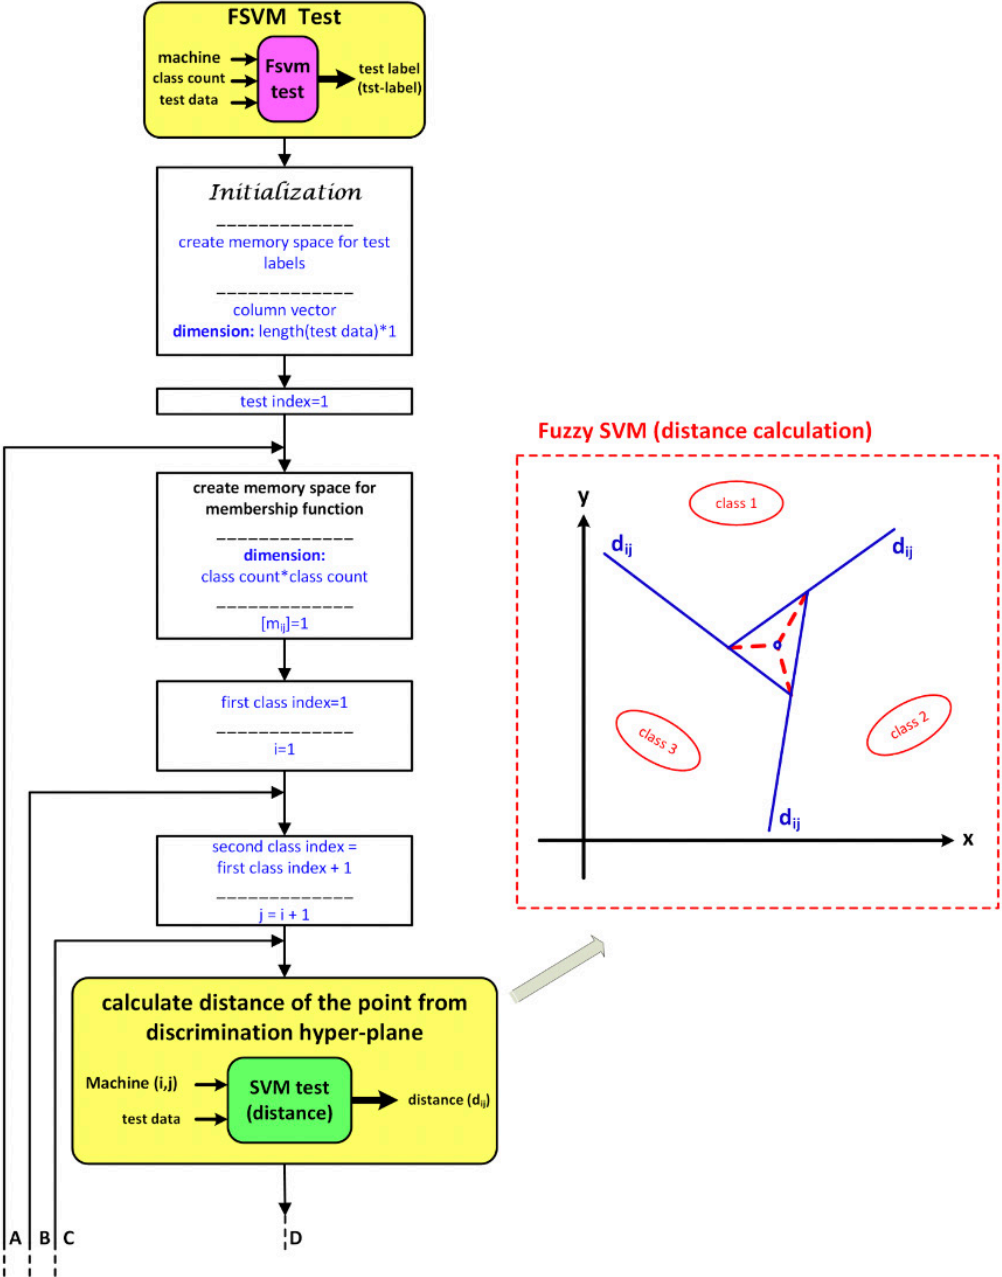 FSVM Test
machine
class count
test data
Fsvm
test
test label
(tst-label)
Initialization
create memory space for test
labels
column vector
dimension: length(test data)*1
test index=1
create memory space for
membership function
dimension:
class count*class count
[mij]=1
first class index=1
i=1
second class index =
first class index + 1
j = i + 1
calculate distance of the point from
discrimination hyper-plane
Machine (i,j)
test data
SVM test
(distance)
distance (dij)
A
B
C
D
Fuzzy SVM (distance calculation)
y
class 1
dij
dij
class 3
class 2
dij
x